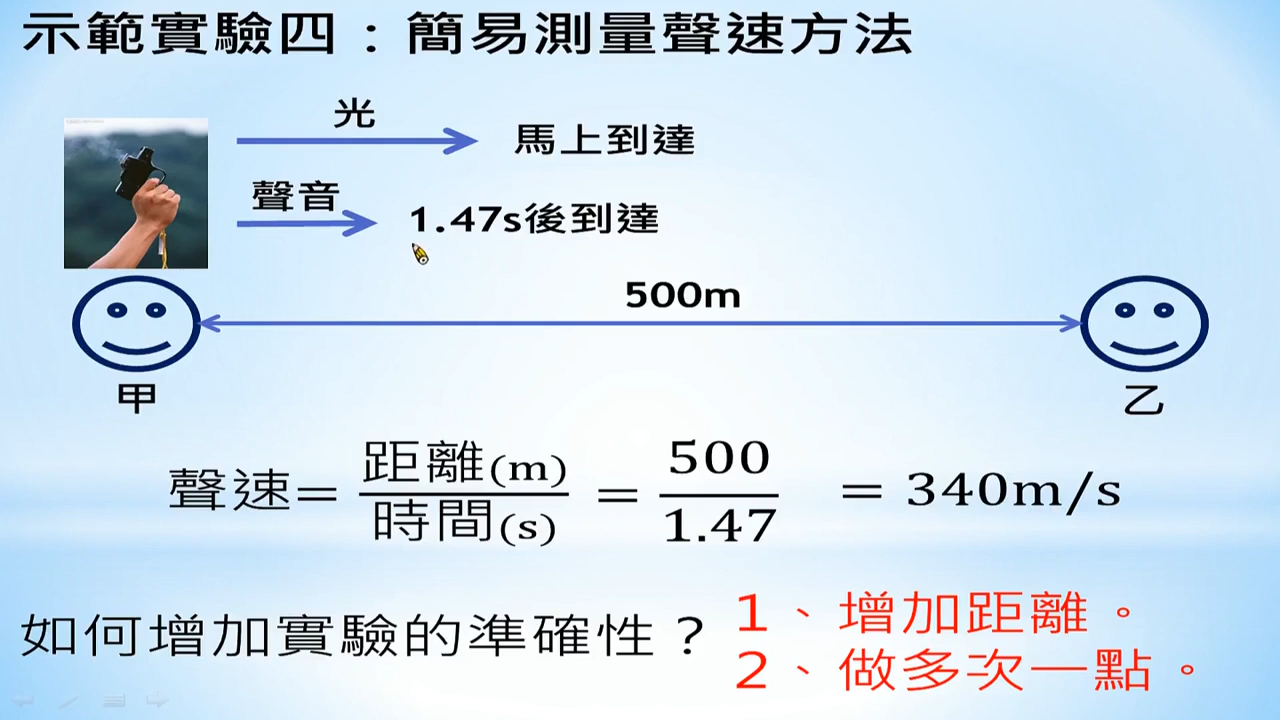 示範實驗四：簡易測量聲速方法
光
馬上到達
聲音
1.47s後到達
500m
甲
乙
聲速= 距離(m)/時間(s) = 500/1.47 = 340m/s
如何增加實驗的準確性？
1、增加距離。
2、做多次一點。